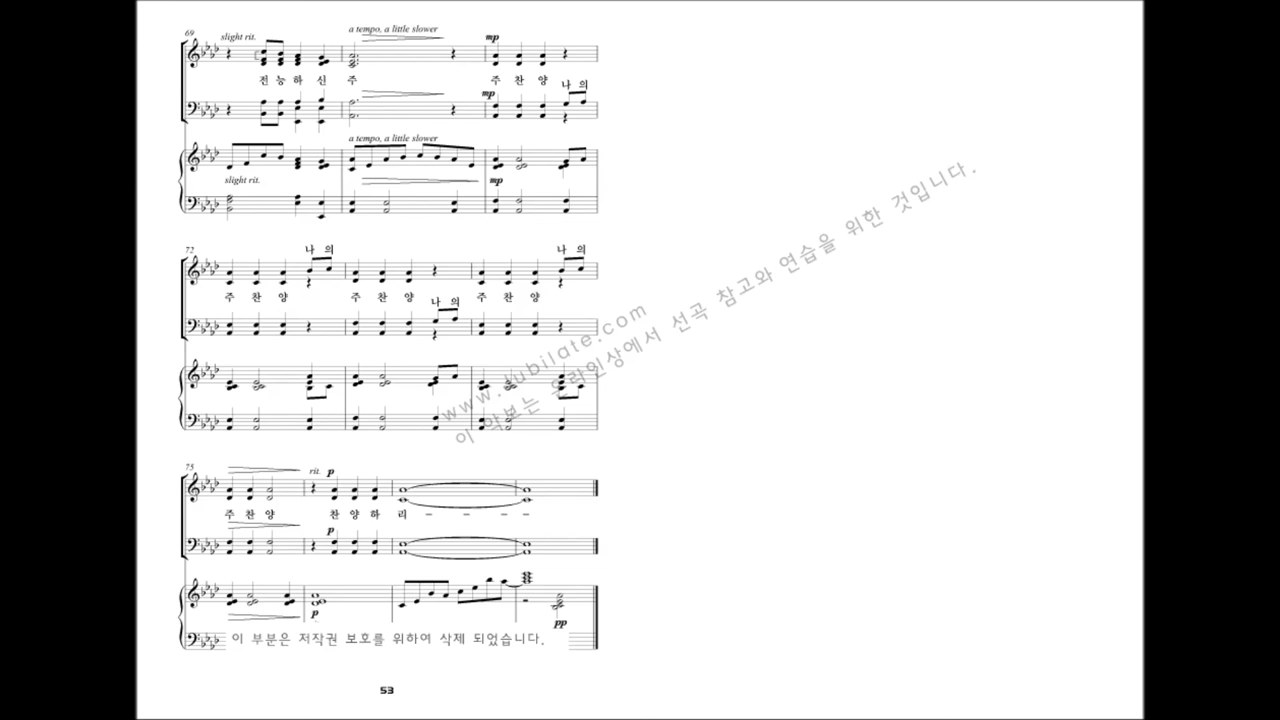 69
slight rit.
a tempo, a little slower
mp
전 능 하 신 주 주 찬 양
나 의
mp
a tempo, a little slower
slight rit.
mp
72
나 의
나 의
주 찬 양 주 찬 양
나 의
주 찬 양
www.Jubilate.com
이 악보는 온라인상에서 선곡 참고와 연습을 위한 것입니다.
75
rit.
p
주 찬 양 찬 양 하 리 - - - -
p
p
pp
이 부분은 저작권 보호를 위하여 삭제 되었습니다.
53